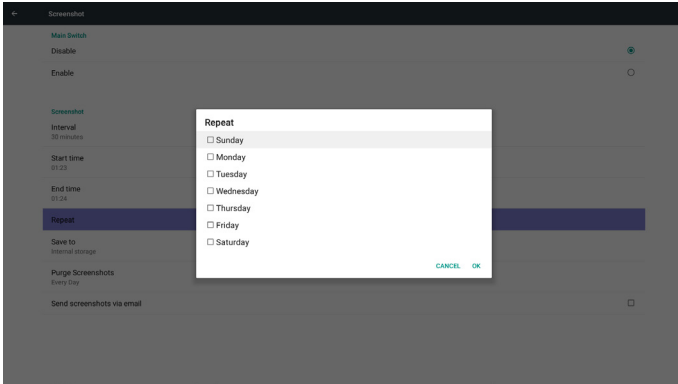 Screenshot
Main Switch
Disable
Enable
Screenshot
Interval
30 minutes
Start time
01:23
End time
01:24
Repeat
Save to
Internal storage
Purge Screenshots
Every Day
Send screenshots via email
Repeat
Sunday
Monday
Tuesday
Wednesday
Thursday
Friday
Saturday
CANCEL OK